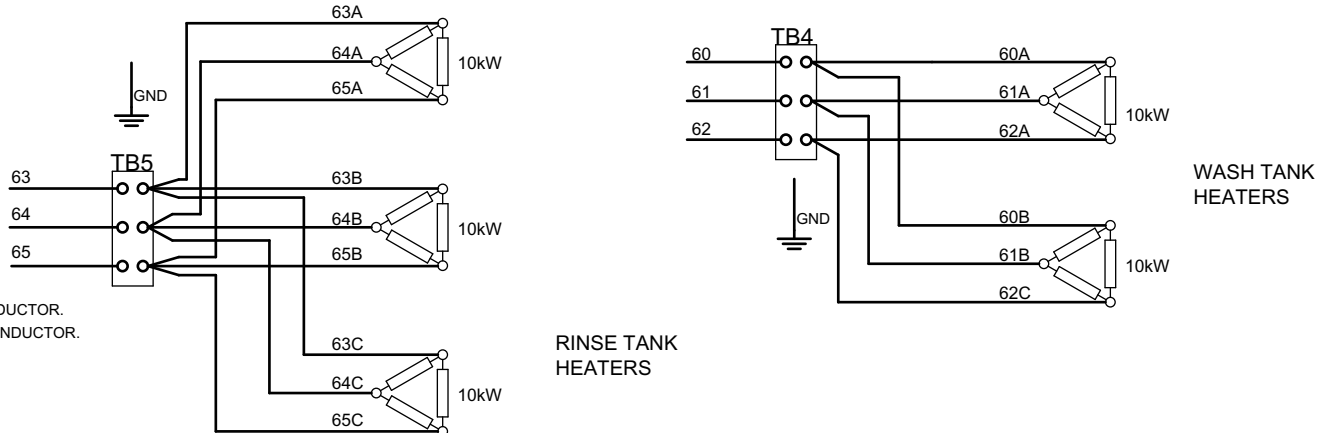 63A
64A
65A
10kW
GND
TB5
63
64
65
63B
64B
65B
10kW
DUCTOR.
NDUCTOR.
63C
64C
65C
10kW
RINSE TANK
HEATERS
TB4
60
61
62
60A
61A
62A
10kW
GND
60B
61B
62C
10kW
WASH TANK
HEATERS